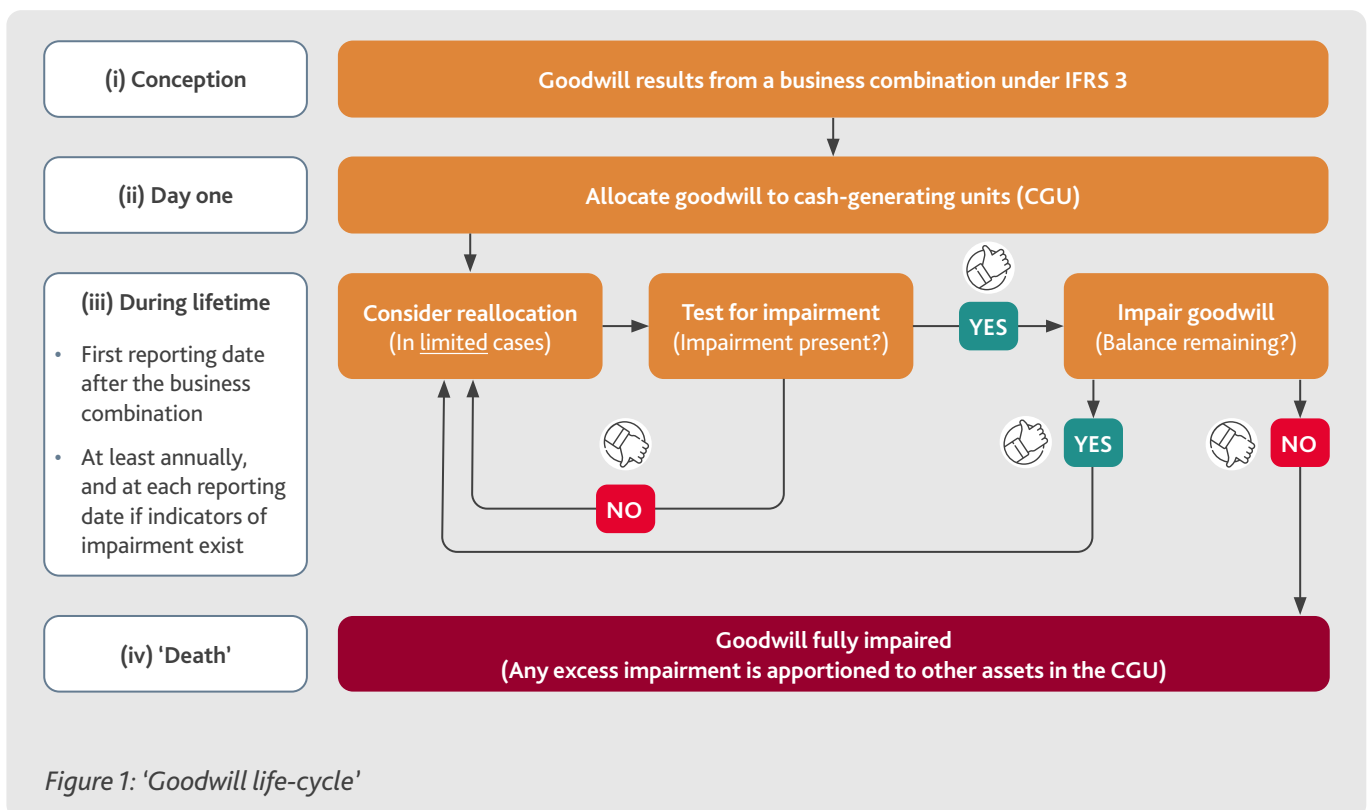 (i) Conception
Goodwill results from a business combination under IFRS 3
(ii) Day one
Allocate goodwill to cash-generating units (CGU)
(iii) During lifetime
• First reporting date
after the business
combination
• At least annually,
and at each reporting
date if indicators of
impairment exist
Consider reallocation
(In limited cases)
Test for impairment
(Impairment present?)
YES
Impair goodwill
(Balance remaining?)
NO
YES
NO
(iv) ‘Death’
Goodwill fully impaired
(Any excess impairment is apportioned to other assets in the CGU)
Figure 1: ‘Goodwill life-cycle’